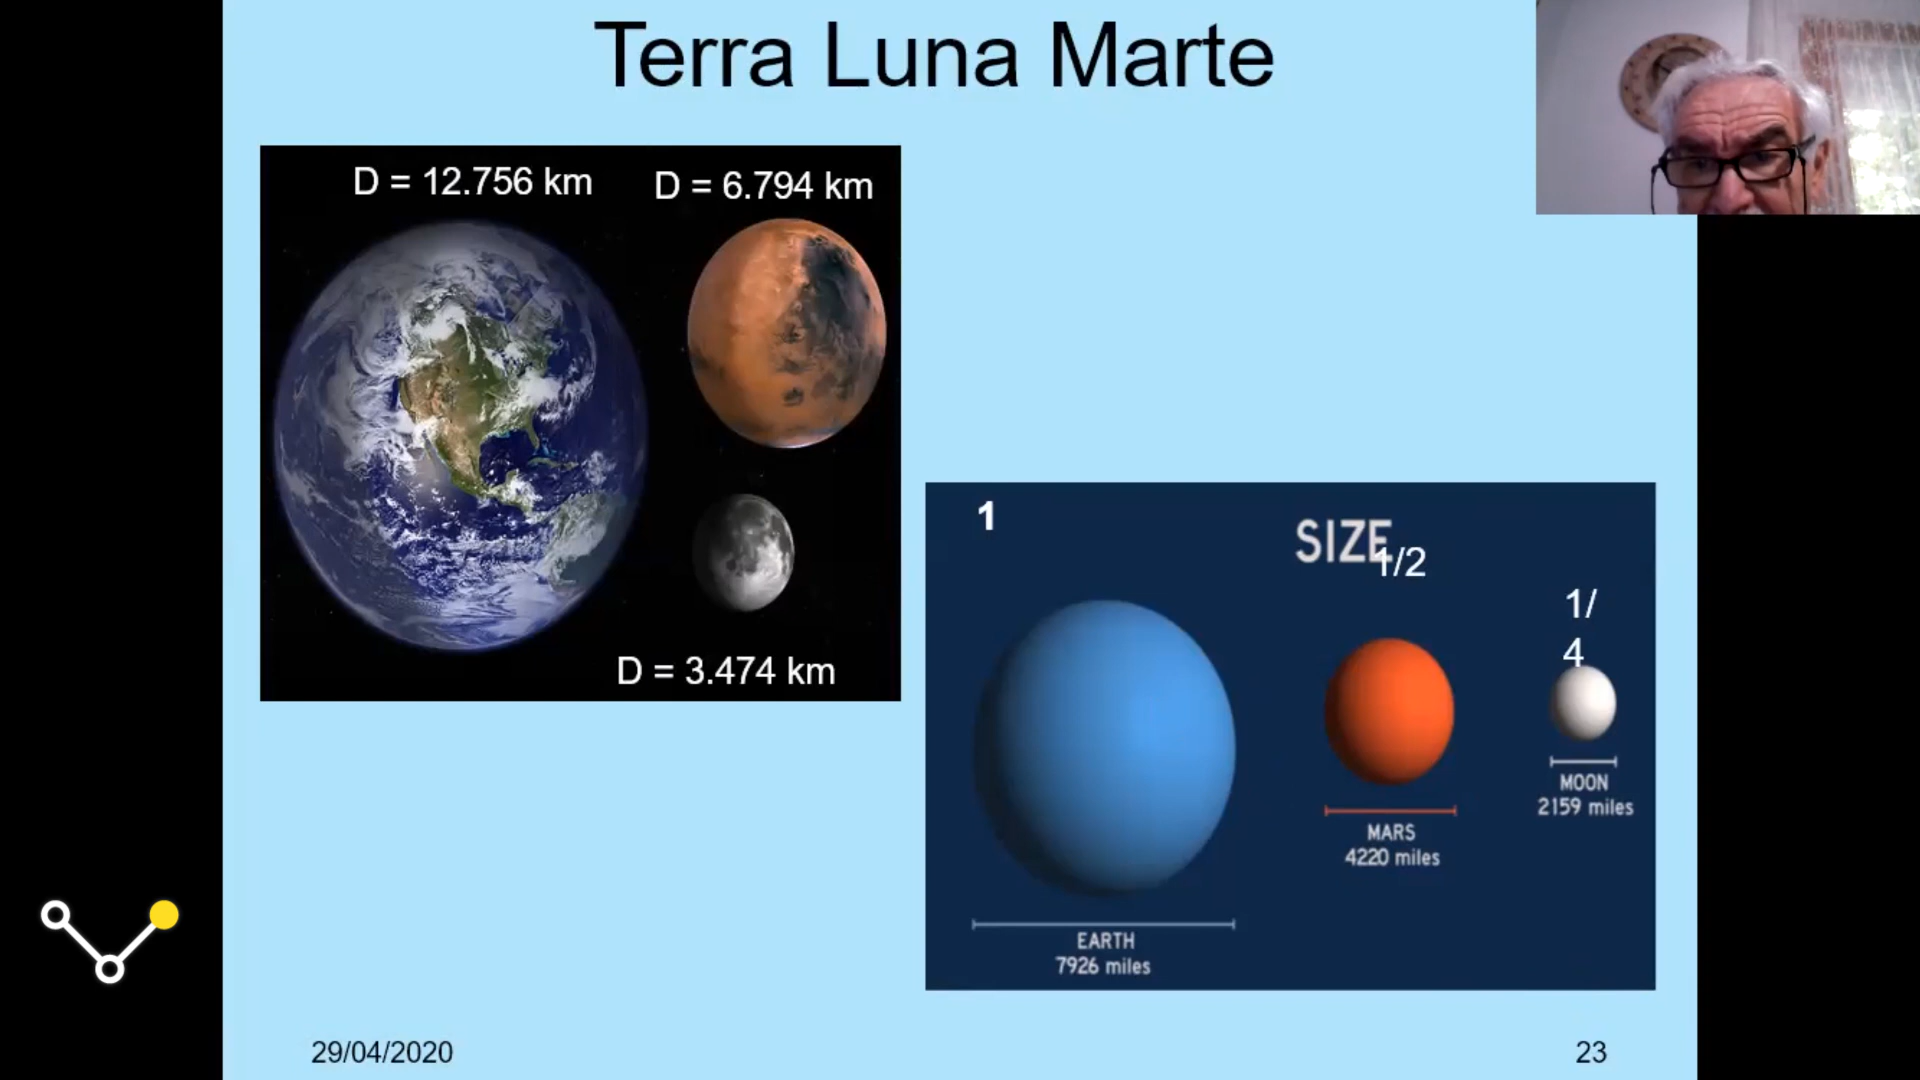 Terra Luna Marte
D = 12.756 km
D = 6.794 km
D = 3.474 km
1
SIZE
1/2
1/
4
MOON
2159 miles
MARS
4220 miles
EARTH
7926 miles
29/04/2020
23